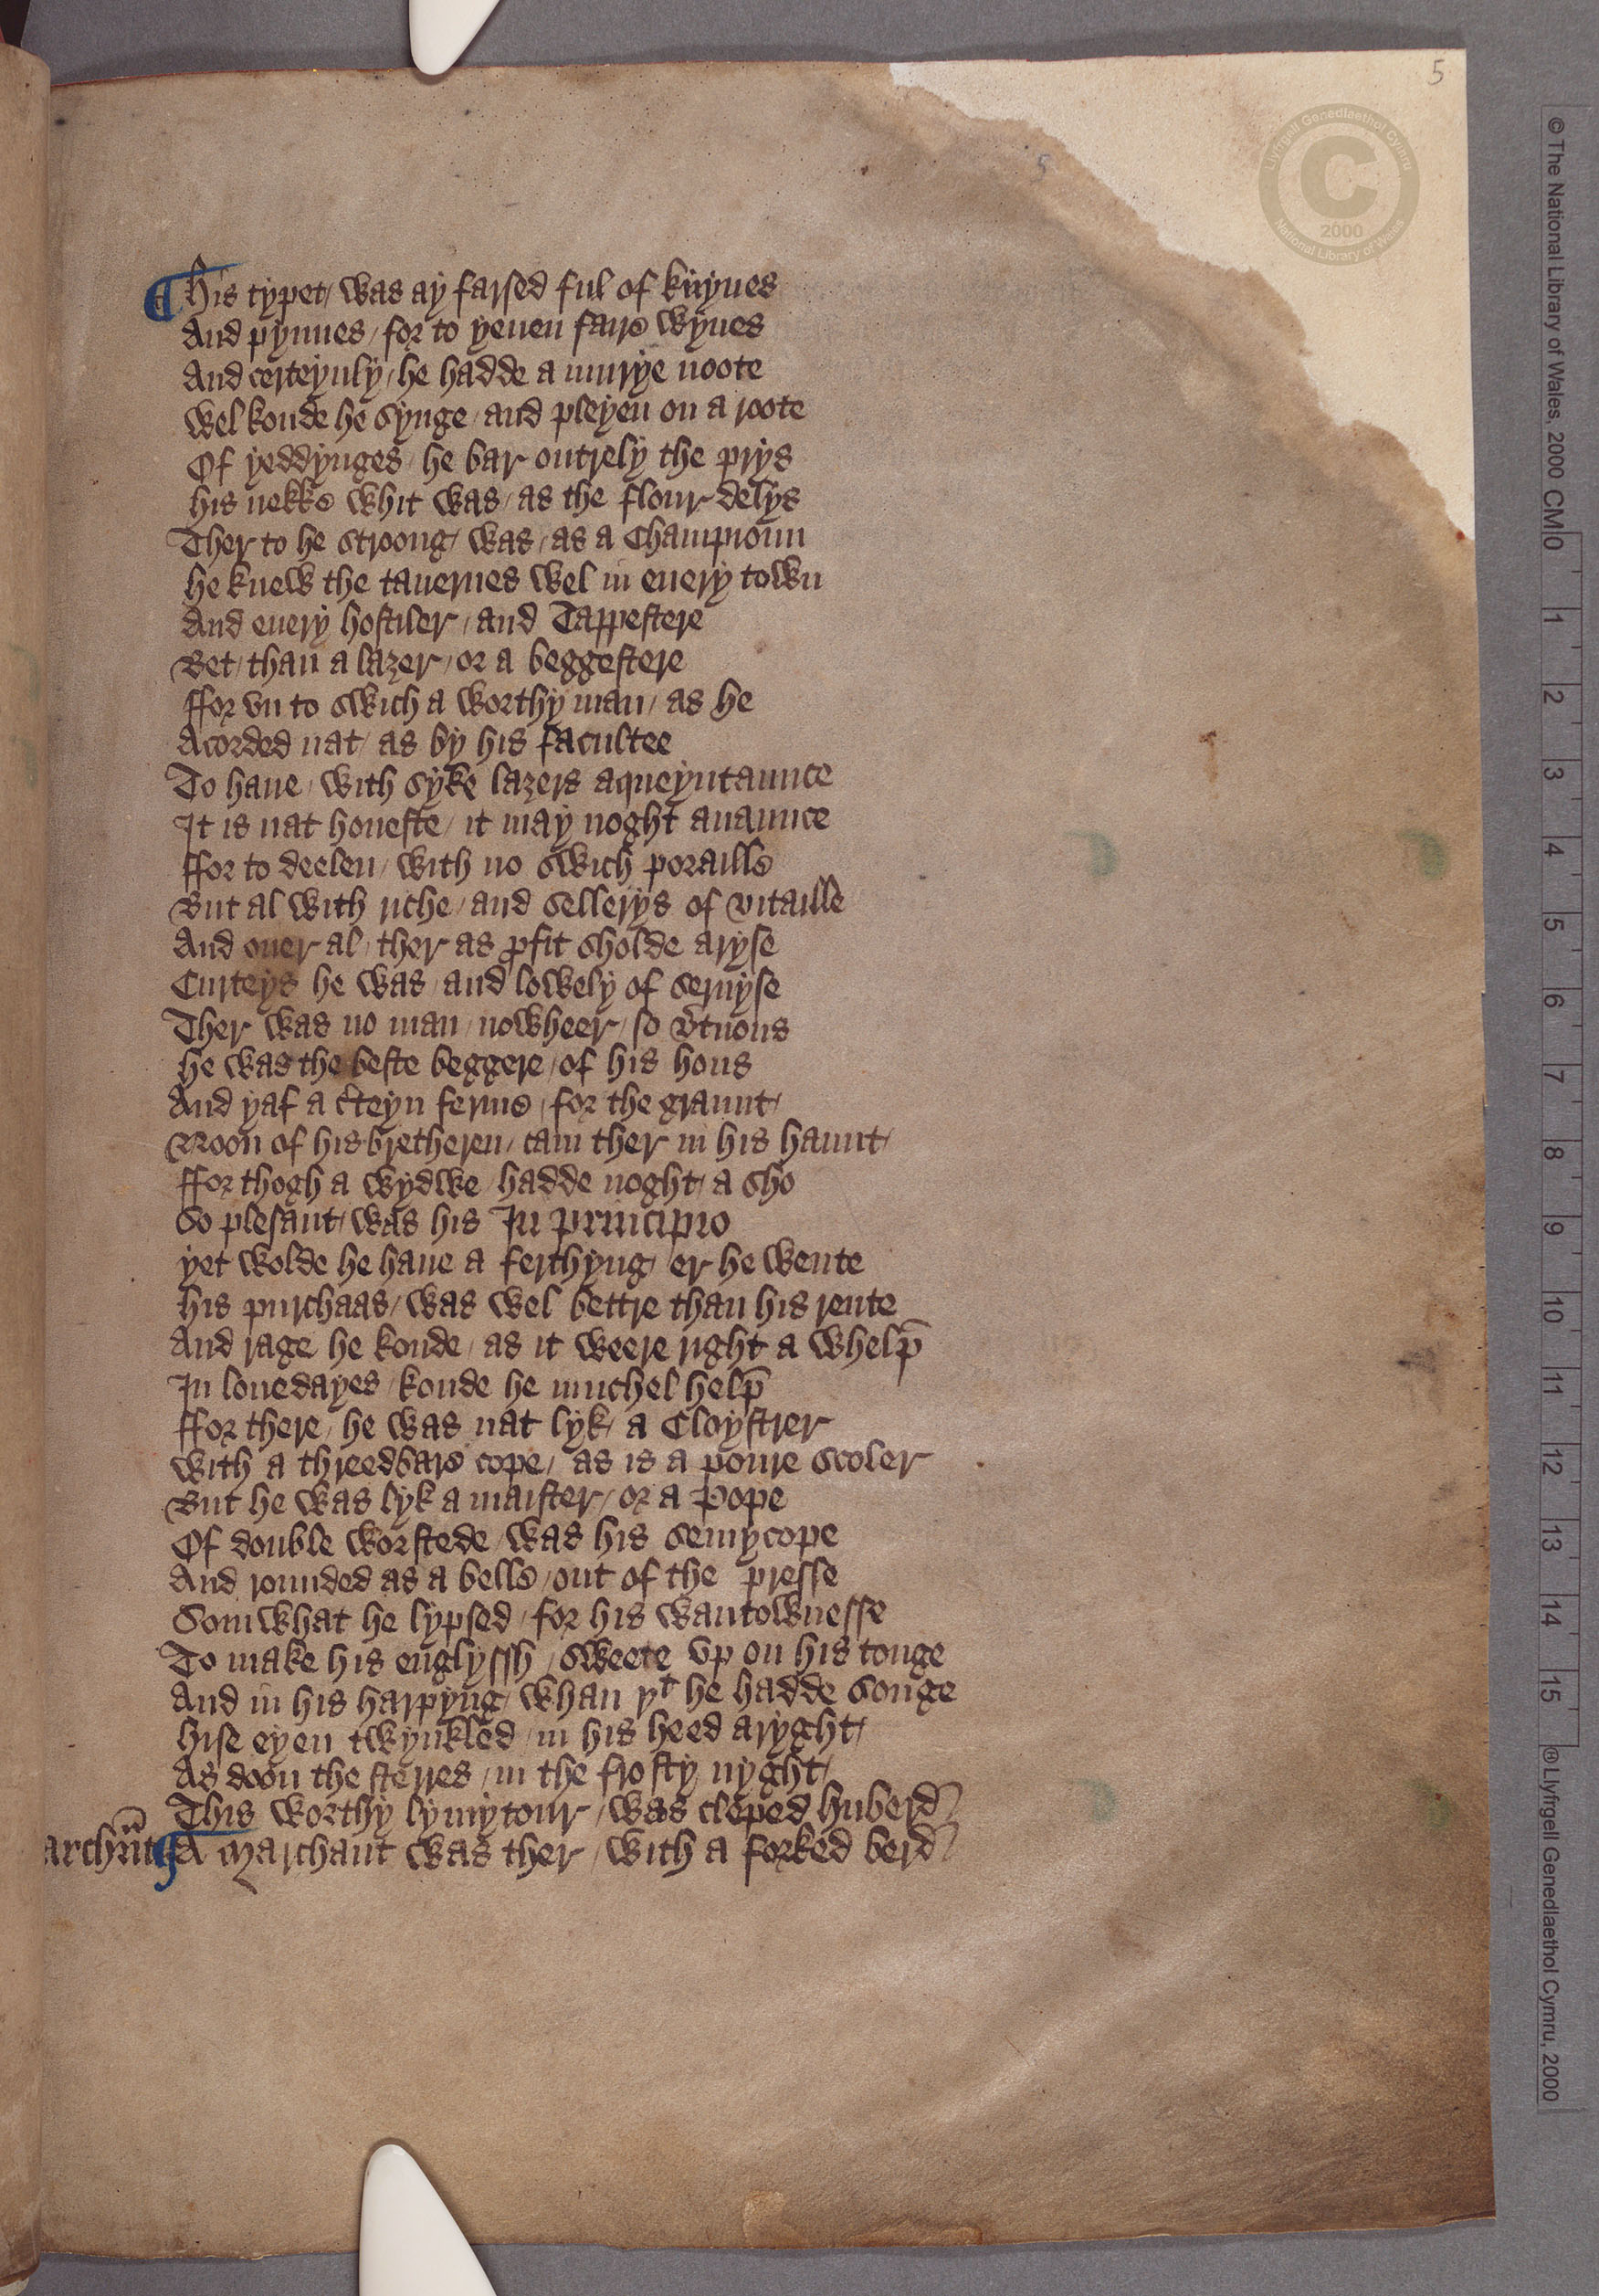 5
5
¶ His typet / was ay farsed ful of knyues
And pynnes / for to yeuen faire wyues
And certeynly / he hadde a murye noote
Wel koude he synge / and pleyen on a roote
Of yeddynges / he bar outrely the prys
His nekke whit was / as the flour delys
Ther to he stroong / was / as a Champioun
He knew the tauernes wel in euery town
And euery hostiler / and Tappestere
Bet / than a lazer / or a beggestere
ffor vn to swich a worthy man / as he
Acorded nat / as by his facultee
To haue / with syke lazers aqueyntaunce
It is nat honeste / it may noght auaunce
ffor to deelen / with no swich poraille
But al with riche / and sellerys of vitaille
And ouer al / ther as ꝓfit sholde aryse
Curteys he was / and lowely of seruyse
Ther was no man / nowheer / so v̉tuous
He was the beste beggere / of his hous
And yaf a c̉teyn ferme / for the graunt /
Noon of his bretheren / cam ther in his haunt /
ffor thogh a wydwe / hadde noght / a sho
So plesant / was his In principio
Yet wolde he haue a ferthyng / er he wente
His purchaas / was wel bettre than his rente
And rage he koude / as it weere right a whelp̄
In louedayes / koude he muchel help̄
ffor there / he was nat lyk / a Cloystrer
With a threedbare cope / as is a poure scoler
But he was lyk a maister / or a Pope
Of double worstede / was his semycope
And rounded as a belle / out of the presse
Somwhat he lypsed / for his wantownesse
To make his englyssh / sweete vp on his tonge
And in his harpyng / whan yᵗ he hadde songe
Hise eyen twynkled / in his heed aryght /
As doon the sterres / in the frosty nyght /
This worthy lymytour / was cleped huberd
archn̄t ¶ A Marchant was ther / with a forked berd
Llyfrgell Genedlaethol Cymru
C
2000
National Library of Wales
© The National Library of Wales, 2000 CM 0 1 2 3 4 5 6 7 8 9 10 11 12 13 14 15 ® Llyfrgell Genedlaethol Cymru, 2000